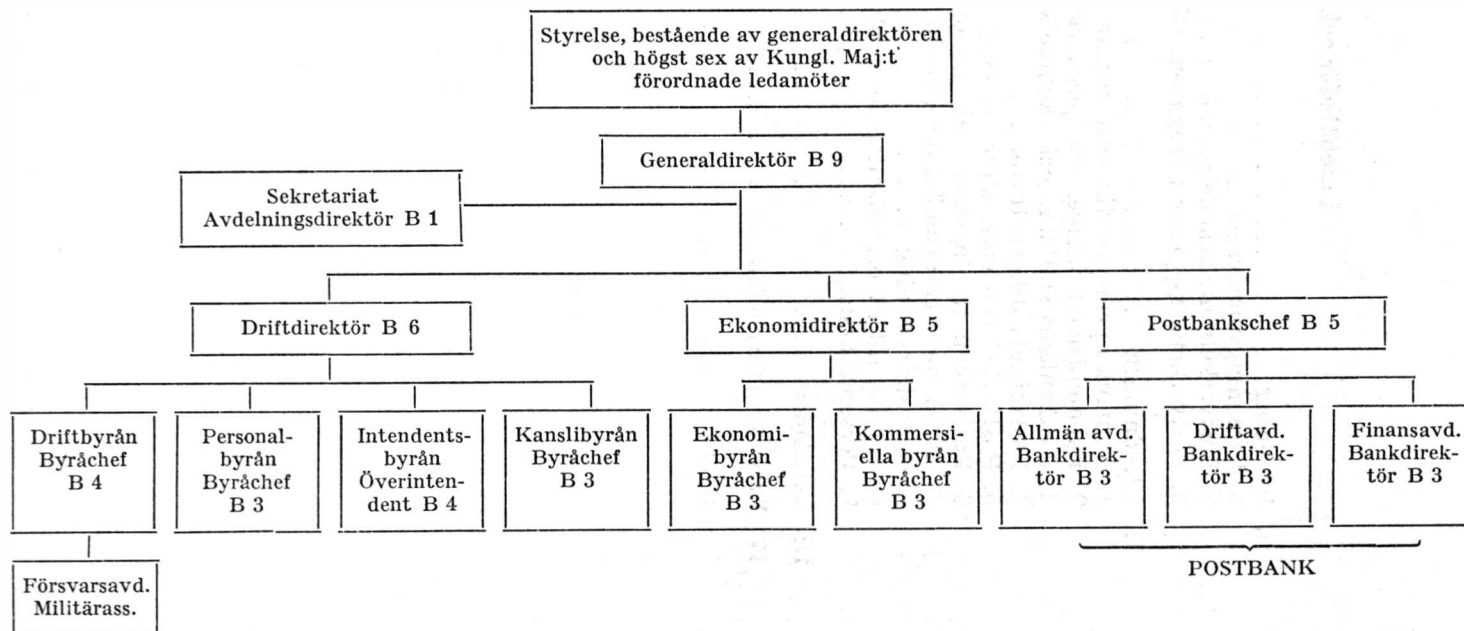 Styrelse, bestående av generaldirektören
och högst sex av Kungl. Maj:t
förordnade ledamöter
Generaldirektör B 9
Sekretariat
Avdelningsdirektör B 1
Driftdirektör B 6
Ekonomidirektör B 5
Postbankschef B 5
Driftbyrån
Byråchef
B 4
Personal-
byrån
Byråchef
B 3
Intendents-
byrån
Överinten-
dent B 4
Kanslibyrån
Byråchef
B 3
Ekonomi-
byrån
Byråchef
B 3
Kommersi-
ella byrån
Byråchef
B 3
Allmän avd.
Bankdirek-
tör B 3
Driftavd.
Bankdirek-
tör B 3
Finansavd.
Bankdirek-
tör B 3
Försvarsavd.
Militärass.
POSTBANK